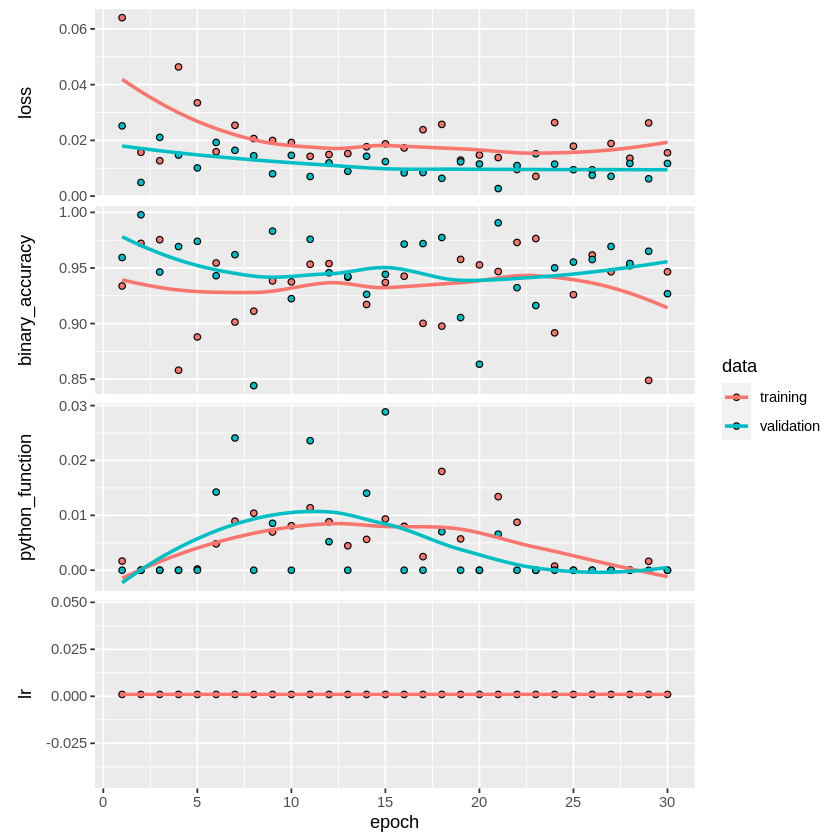 0.06
0.04
0.02
0.00
loss
1.00
0.95
0.90
0.85
binary_accuracy
0.03
0.02
0.01
0.00
python_function
0.050
0.025
0.000
-0.025
lr
0 5 10 15 20 25 30
epoch
data
training
validation